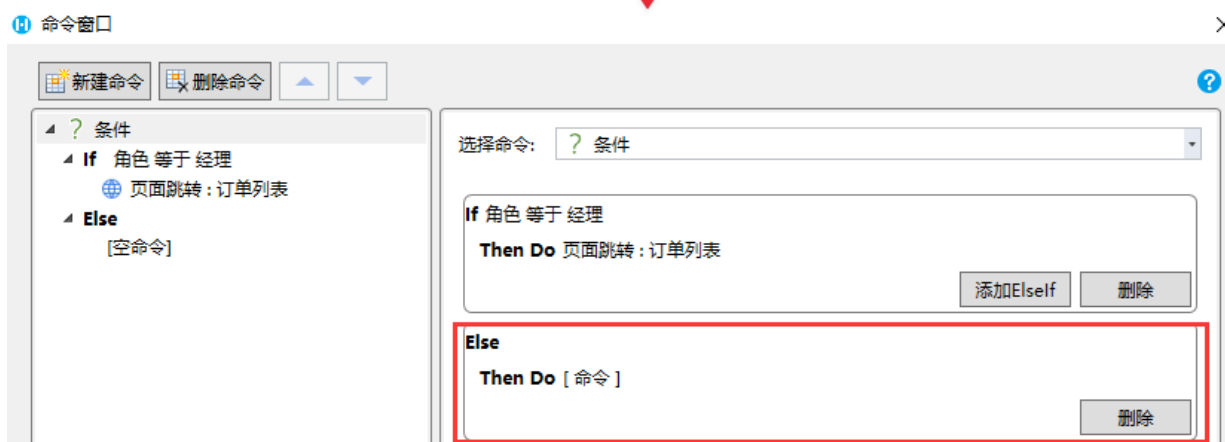 命令窗口
新建命令 删除命令
条件
If 角色 等于 经理
页面跳转 : 订单列表
Else
[空命令]
选择命令: 条件
If 角色 等于 经理
Then Do 页面跳转 : 订单列表
添加ElseIf 删除
Else
Then Do [ 命令 ]
删除